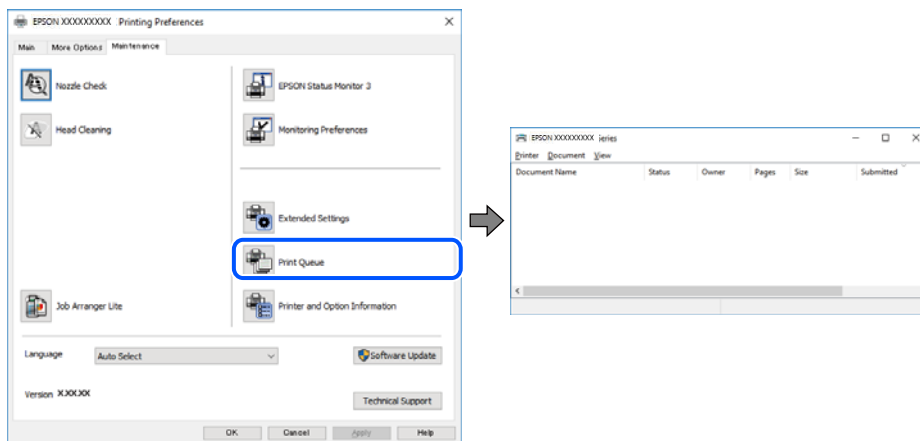 EPSON XXXXXXXXX Printing Preferences
Main More Options Maintenance
Nozzle Check
EPSON Status Monitor 3
Head Cleaning
Monitoring Preferences
Extended Settings
Print Queue
Job Arranger Lite
Printer and Option Information
Language Auto Select
Software Update
Version X.XX.XX
Technical Support
OK Cancel Apply Help
EPSON XXXXXXXXX ieries
Printer Document View
Document Name Status Owner Pages Size Submitted